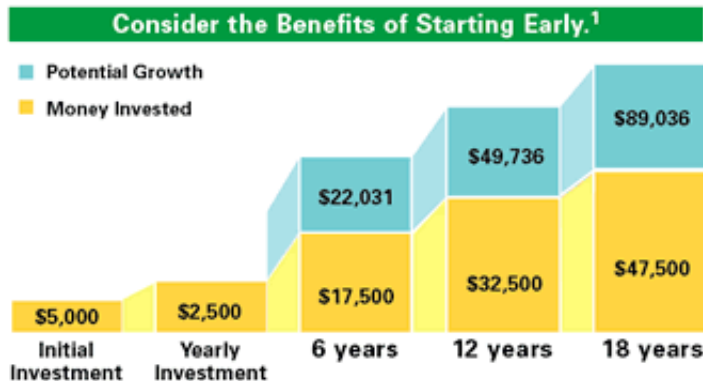 Consider the Benefits of Starting Early.¹
Potential Growth
Money Invested
$89,036
$49,736
$22,031
$47,500
$32,500
$17,500
$2,500
$5,000
Initial
Investment
Yearly
Investment
6 years
12 years
18 years